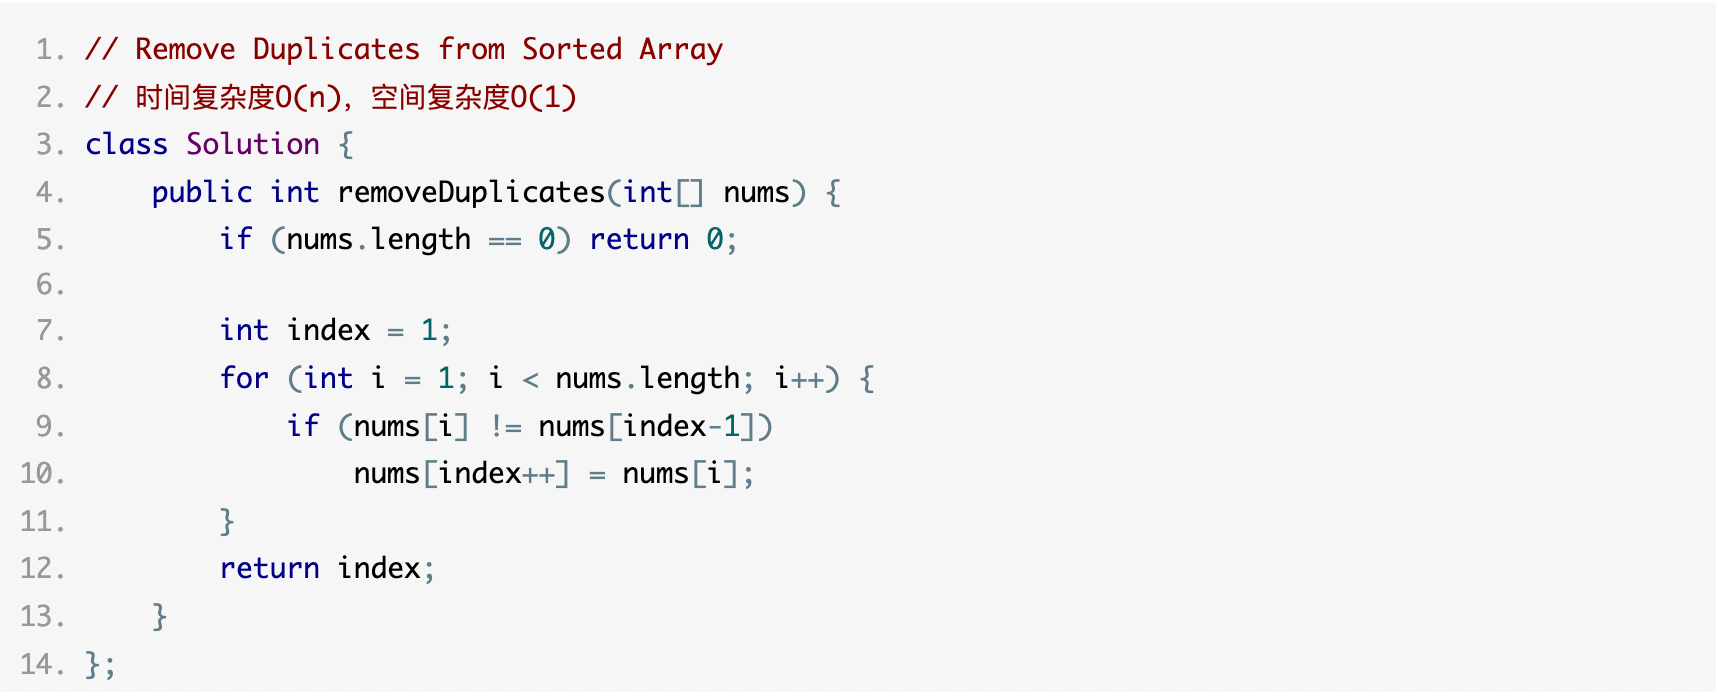 1. // Remove Duplicates from Sorted Array
2. // 时间复杂度O(n)，空间复杂度O(1)
3. class Solution {
4.     public int removeDuplicates(int[] nums) {
5.         if (nums.length == 0) return 0;
6.
7.         int index = 1;
8.         for (int i = 1; i < nums.length; i++) {
9.             if (nums[i] != nums[index-1])
10.                 nums[index++] = nums[i];
11.         }
12.         return index;
13.     }
14. };